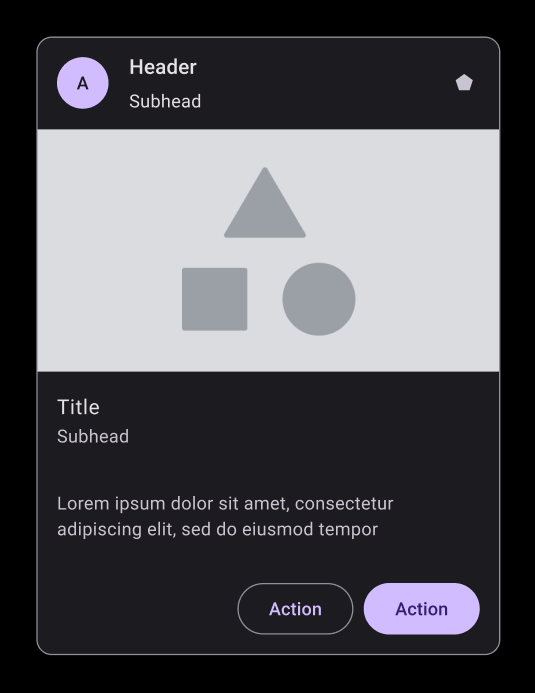 A
Header
Subhead
Title
Subhead
Lorem ipsum dolor sit amet, consectetur
adipiscing elit, sed do eiusmod tempor
Action
Action